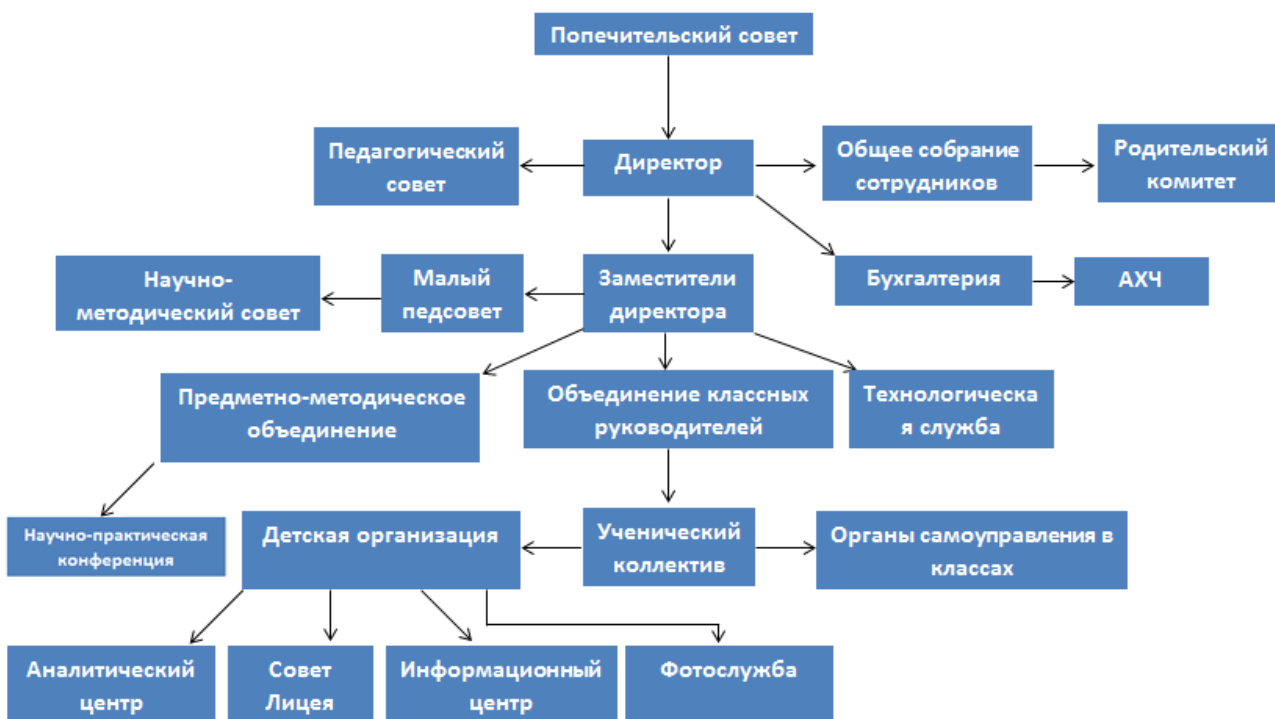 Попечительский совет
Педагогический
совет
Директор
Общее собрание
сотрудников
Родительский
комитет
Научно-
методический совет
Малый
педсовет
Заместители
директора
Бухгалтерия
АХЧ
Предметно-методическое
объединение
Объединение классных
руководителей
Технологическа
я служба
Научно-практическая
конференция
Детская организация
Ученический
коллектив
Органы самоуправления в
классах
Аналитический
центр
Совет
Лицея
Информационный
центр
Фотослужба